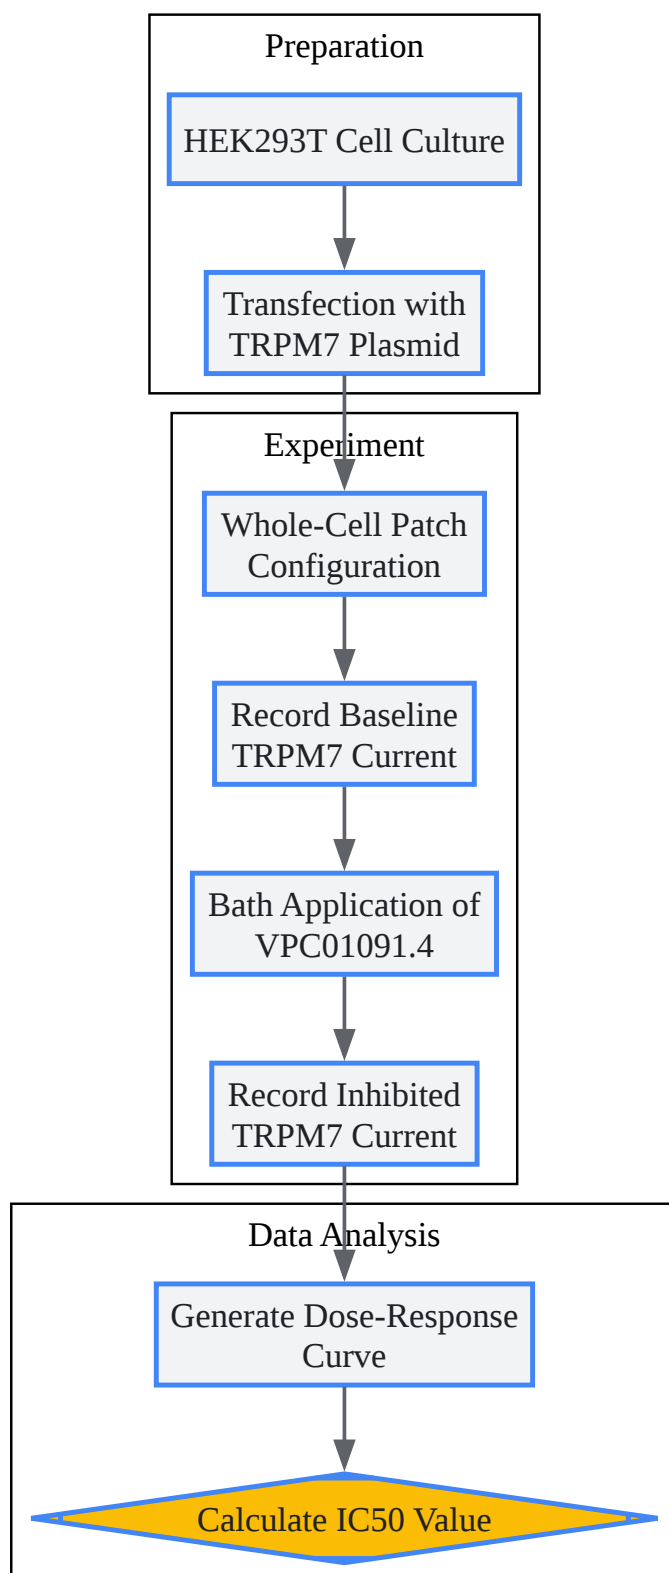 Preparation
HEK293T Cell Culture
Transfection with
TRPM7 Plasmid
Experiment
Whole-Cell Patch
Configuration
Record Baseline
TRPM7 Current
Bath Application of
VPC01091.4
Record Inhibited
TRPM7 Current
Data Analysis
Generate Dose-Response
Curve
Calculate IC50 Value